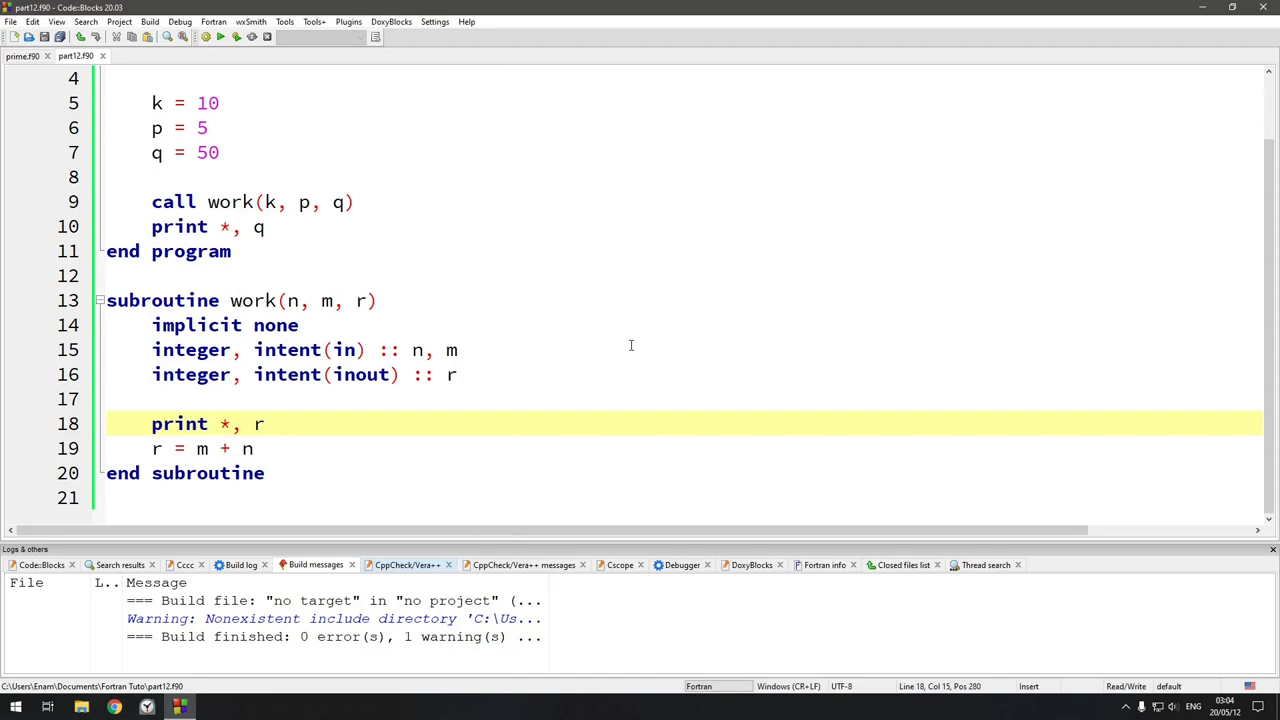 part12.f90 - Code::Blocks 20.03
File Edit View Search Project Build Debug Fortran wxSmith Tools Tools+ Plugins DoxyBlocks Settings Help
prime.f90 part12.f90
4
5 k = 10
6 p = 5
7 q = 50
8
9 call work(k, p, q)
10 print *, q
11 end program
12
13 subroutine work(n, m, r)
14 implicit none
15 integer, intent(in) :: n, m
16 integer, intent(inout) :: r
17
18 print *, r
19 r = m + n
20 end subroutine
21
Logs & others
Code::Blocks Search results Cccc Build log Build messages CppCheck/Vera++ CppCheck/Vera++ messages Cscope Debugger DoxyBlocks Fortran info Closed files list Thread search
File L.. Message
=== Build file: "no target" in "no project" (...
Warning: Nonexistent include directory 'C:\Us...
=== Build finished: 0 error(s), 1 warning(s) ...
C:\Users\Enam\Documents\Fortran Tuto\part12.f90 Fortran Windows (CR+LF) UTF-8 Line 18, Col 15, Pos 280 Insert Read/Write default
ENG 03:04
20/05/12